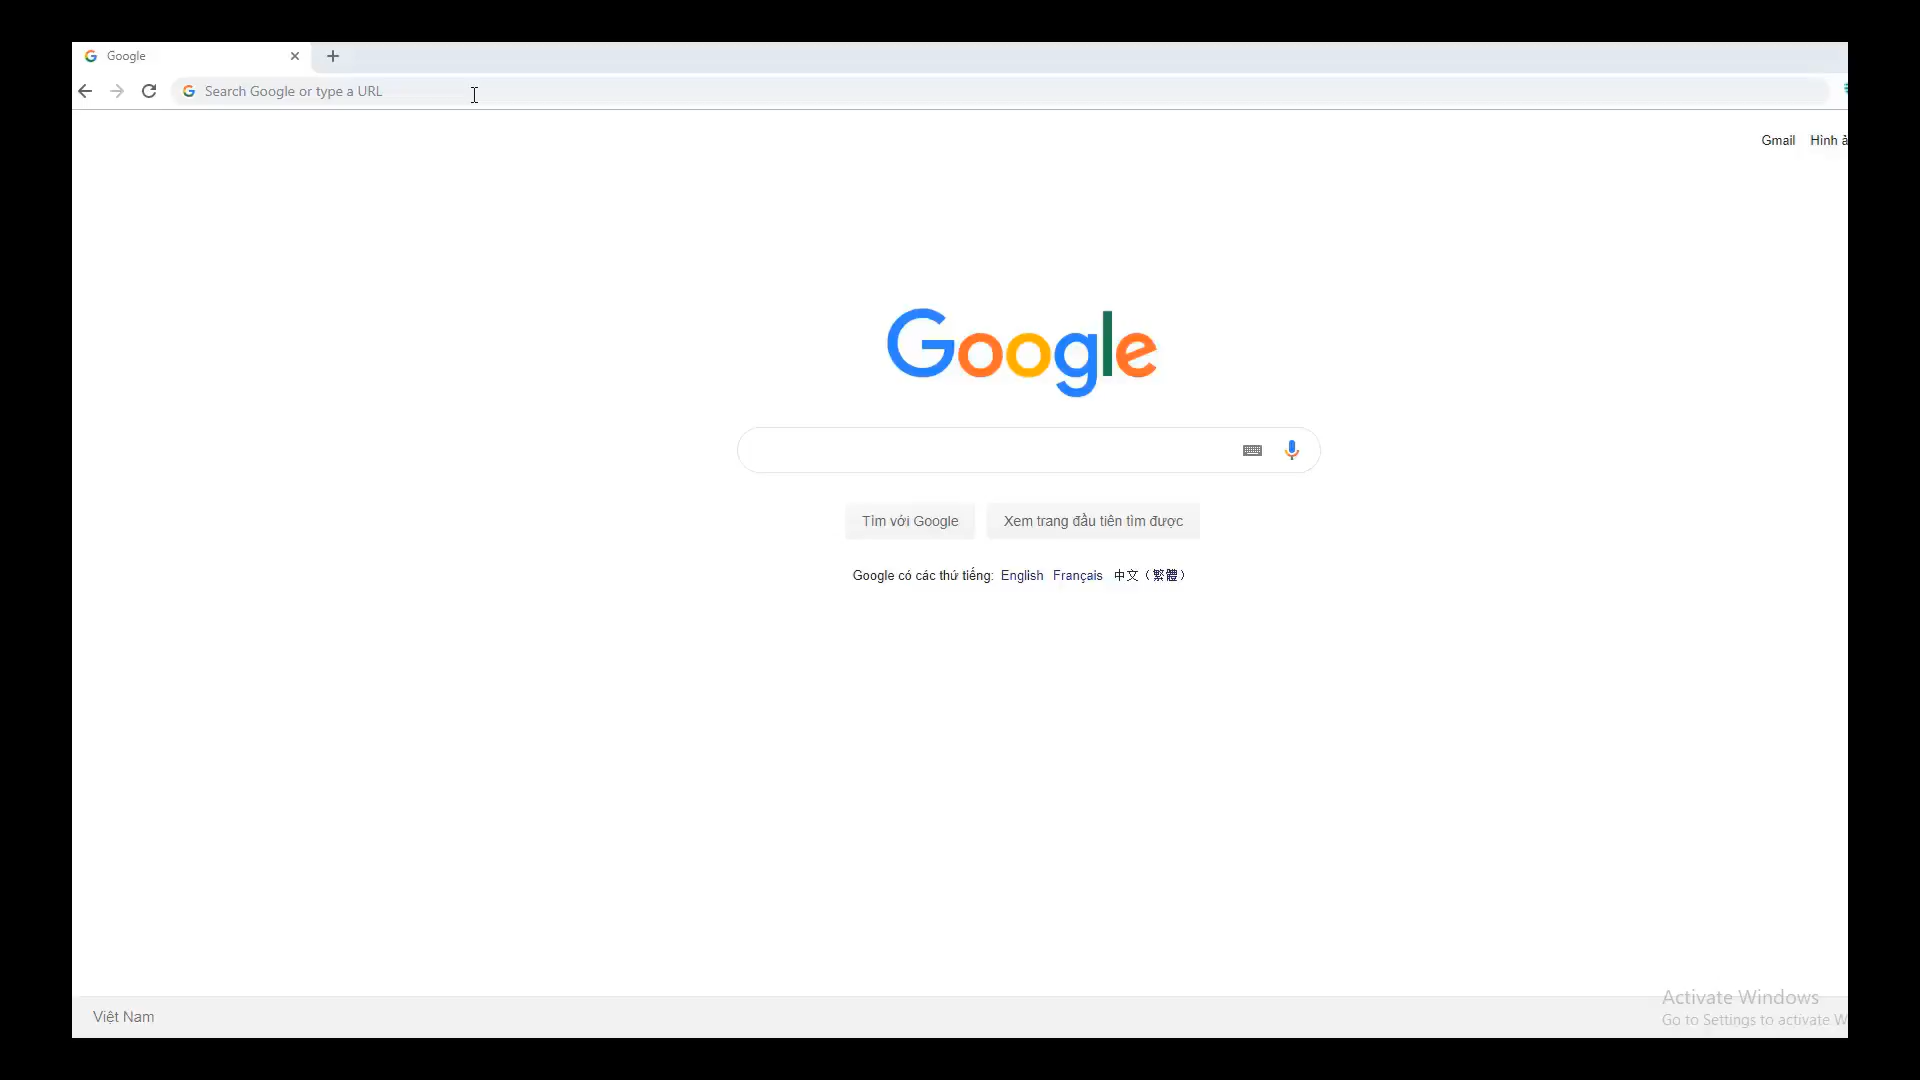 Google
Search Google or type a URL
Gmail Hình ả
Google
Tìm với Google Xem trang đầu tiên tìm được
Google có các thứ tiếng: English Français 中文（繁體）
Activate Windows
Go to Settings to activate W
Việt Nam